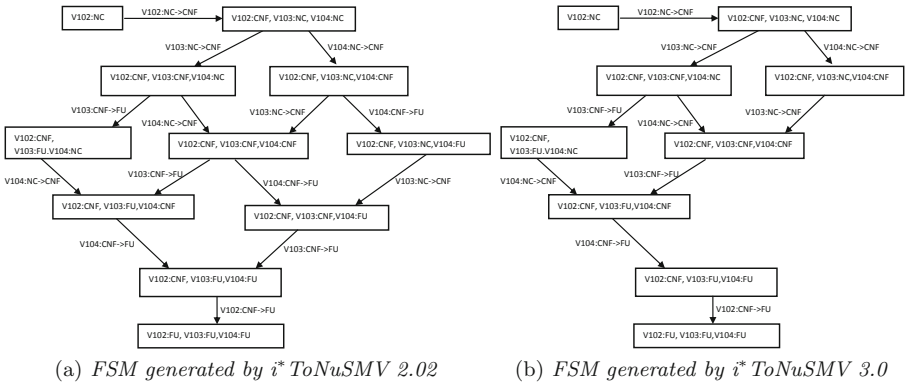 V102:NC
V102:NC->CNF
V102:CNF, V103:NC, V104:NC
V103:NC->CNF
V104:NC->CNF
V102:CNF, V103:CNF,V104:NC
V102:CNF, V103:NC,V104:CNF
V103:CNF->FU
V104:NC->CNF
V103:NC->CNF
V104:CNF->FU
V102:CNF,
V103:FU.V104:NC
V102:CNF, V103:CNF,V104:CNF
V102:CNF, V103:NC,V104:FU
V104:NC->CNF
V103:CNF->FU
V104:CNF->FU
V103:NC->CNF
V102:CNF, V103:FU,V104:CNF
V102:CNF, V103:CNF,V104:FU
V104:CNF->FU
V103:CNF->FU
V102:CNF, V103:FU,V104:FU
V102:CNF->FU
V102:FU, V103:FU,V104:FU
(a) FSM generated by i* ToNuSMV 2.02
V102:NC
V102:NC->CNF
V102:CNF, V103:NC, V104:NC
V103:NC->CNF
V104:NC->CNF
V102:CNF, V103:CNF,V104:NC
V102:CNF, V103:NC,V104:CNF
V103:CNF->FU
V104:NC->CNF
V103:NC->CNF
V102:CNF,
V103:FU.V104:NC
V102:CNF, V103:CNF,V104:CNF
V104:NC->CNF
V103:CNF->FU
V102:CNF, V103:FU,V104:CNF
V104:CNF->FU
V102:CNF, V103:FU,V104:FU
V102:CNF->FU
V102:FU, V103:FU,V104:FU
(b) FSM generated by i* ToNuSMV 3.0